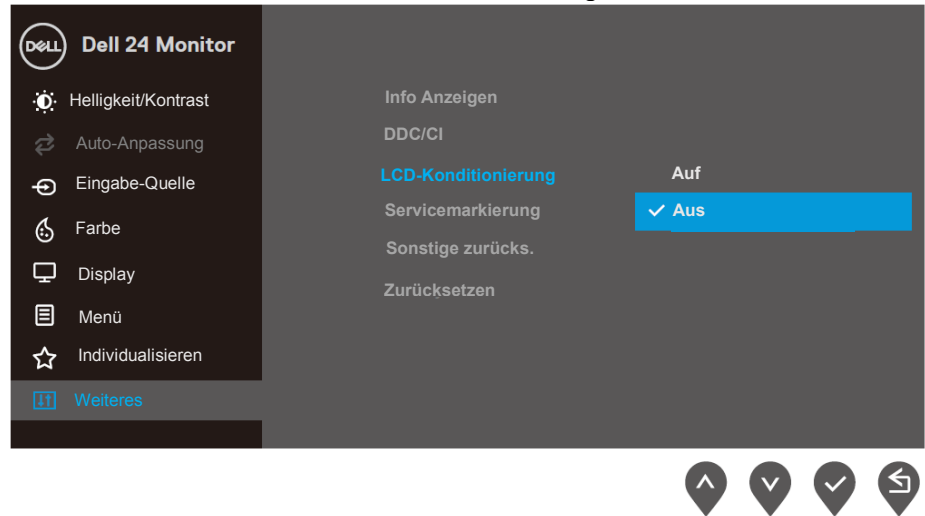 DELL Dell 24 Monitor
Helligkeit/Kontrast
Auto-Anpassung
Eingabe-Quelle
Farbe
Display
Menü
Individualisieren
Weiteres
Info Anzeigen
DDC/CI
LCD-Konditionierung
Servicemarkierung
Sonstige zurücks.
Zurücksetzen
Auf
Aus